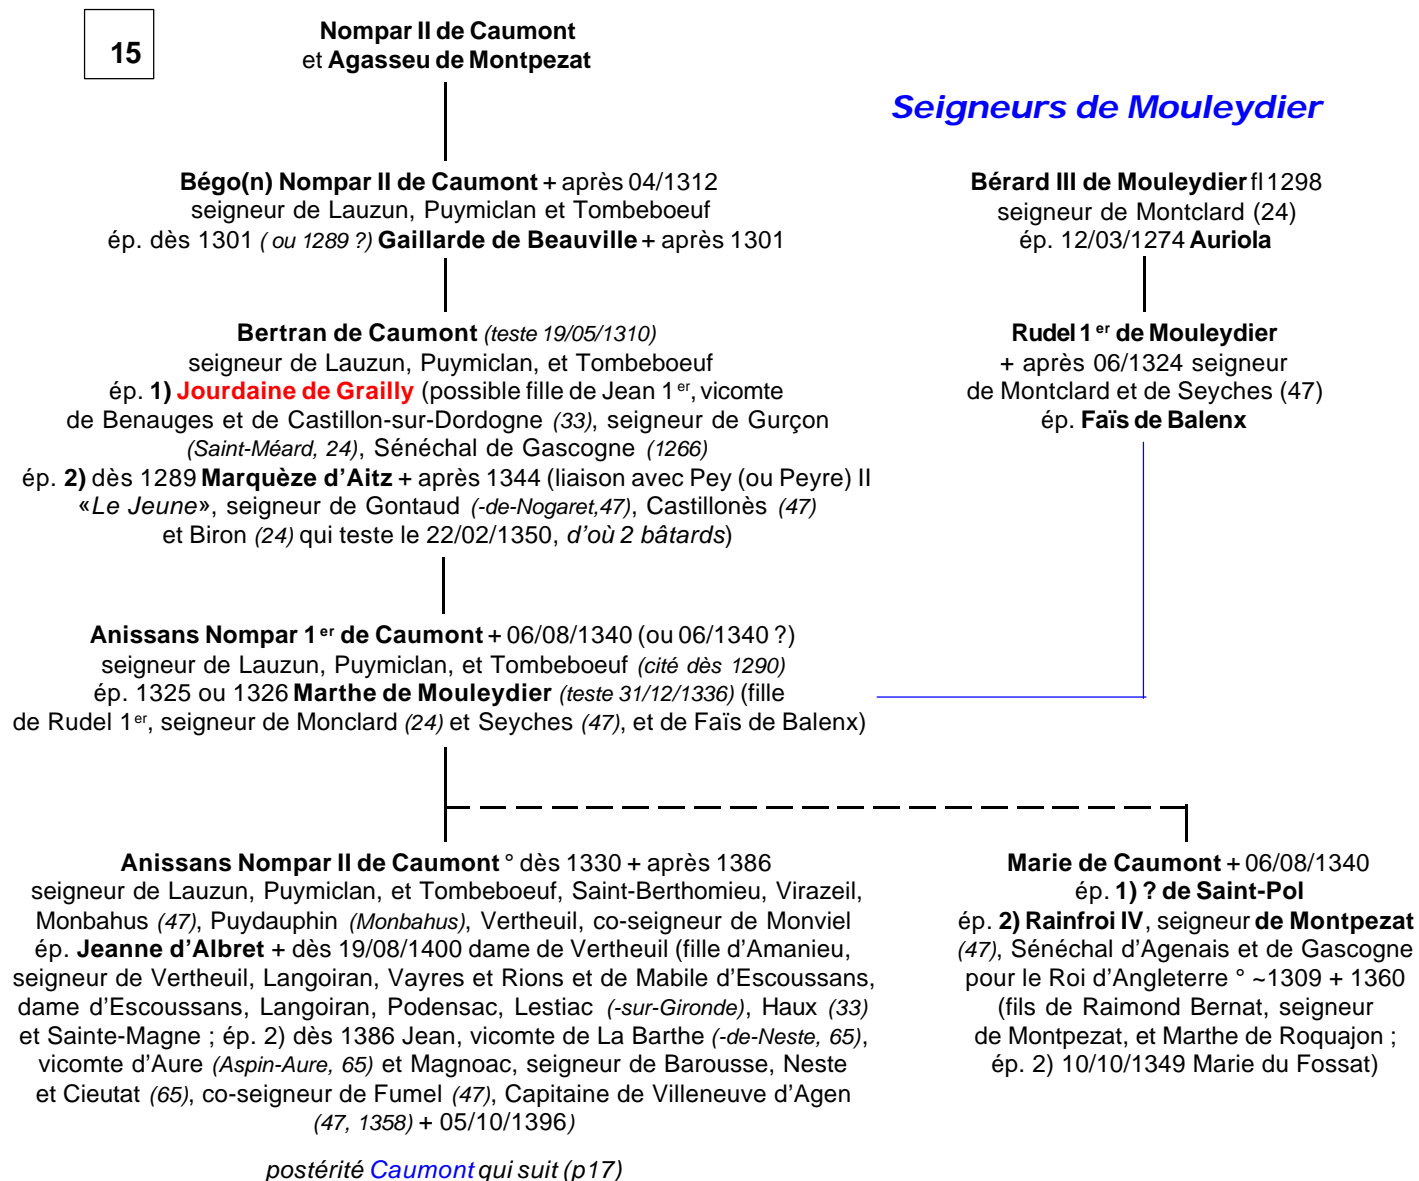 15
Nompar II de Caumont
et Agasseu de Montpezat
Seigneurs de Mouleydier
Bégo(n) Nompar II de Caumont + après 04/1312
seigneur de Lauzun, Puymiclan et Tombeboeuf
ép. dès 1301 ( ou 1289 ?) Gaillarde de Beauville + après 1301
Bérard III de Mouleydier fl 1298
seigneur de Montclard (24)
ép. 12/03/1274 Auriola
Bertran de Caumont (teste 19/05/1310)
seigneur de Lauzun, Puymiclan, et Tombeboeuf
ép. 1) Jourdaine de Grailly (possible fille de Jean 1er, vicomte
de Benauges et de Castillon-sur-Dordogne (33), seigneur de Gurçon
(Saint-Méard, 24), Sénéchal de Gascogne (1266)
ép. 2) dès 1289 Marquèze d’Aitz + après 1344 (liaison avec Pey (ou Peyre) II
«Le Jeune», seigneur de Gontaud (-de-Nogaret,47), Castillonès (47)
et Biron (24) qui teste le 22/02/1350, d’où 2 bâtards)
Rudel 1er de Mouleydier
+ après 06/1324 seigneur
de Montclard et de Seyches (47)
ép. Faïs de Balenx
Anissans Nompar 1er de Caumont + 06/08/1340 (ou 06/1340 ?)
seigneur de Lauzun, Puymiclan, et Tombeboeuf (cité dès 1290)
ép. 1325 ou 1326 Marthe de Mouleydier (teste 31/12/1336) (fille
de Rudel 1er, seigneur de Monclard (24) et Seyches (47), et de Faïs de Balenx)
Anissans Nompar II de Caumont ° dès 1330 + après 1386
seigneur de Lauzun, Puymiclan, et Tombeboeuf, Saint-Berthomieu, Virazeil,
Monbahus (47), Puydauphin (Monbahus), Vertheuil, co-seigneur de Monviel
ép. Jeanne d’Albret + dès 19/08/1400 dame de Vertheuil (fille d’Amanieu,
seigneur de Vertheuil, Langoiran, Vayres et Rions et de Mabile d’Escoussans,
dame d’Escoussans, Langoiran, Podensac, Lestiac (-sur-Gironde), Haux (33)
et Sainte-Magne ; ép. 2) dès 1386 Jean, vicomte de La Barthe (-de-Neste, 65),
vicomte d’Aure (Aspin-Aure, 65) et Magnoac, seigneur de Barousse, Neste
et Cieutat (65), co-seigneur de Fumel (47), Capitaine de Villeneuve d’Agen
(47, 1358) + 05/10/1396)
Marie de Caumont + 06/08/1340
ép. 1) ? de Saint-Pol
ép. 2) Rainfroi IV, seigneur de Montpezat
(47), Sénéchal d’Agenais et de Gascogne
pour le Roi d’Angleterre ° ~1309 + 1360
(fils de Raimond Bernat, seigneur
de Montpezat, et Marthe de Roquajon ;
ép. 2) 10/10/1349 Marie du Fossat)
postérité Caumont qui suit (p17)